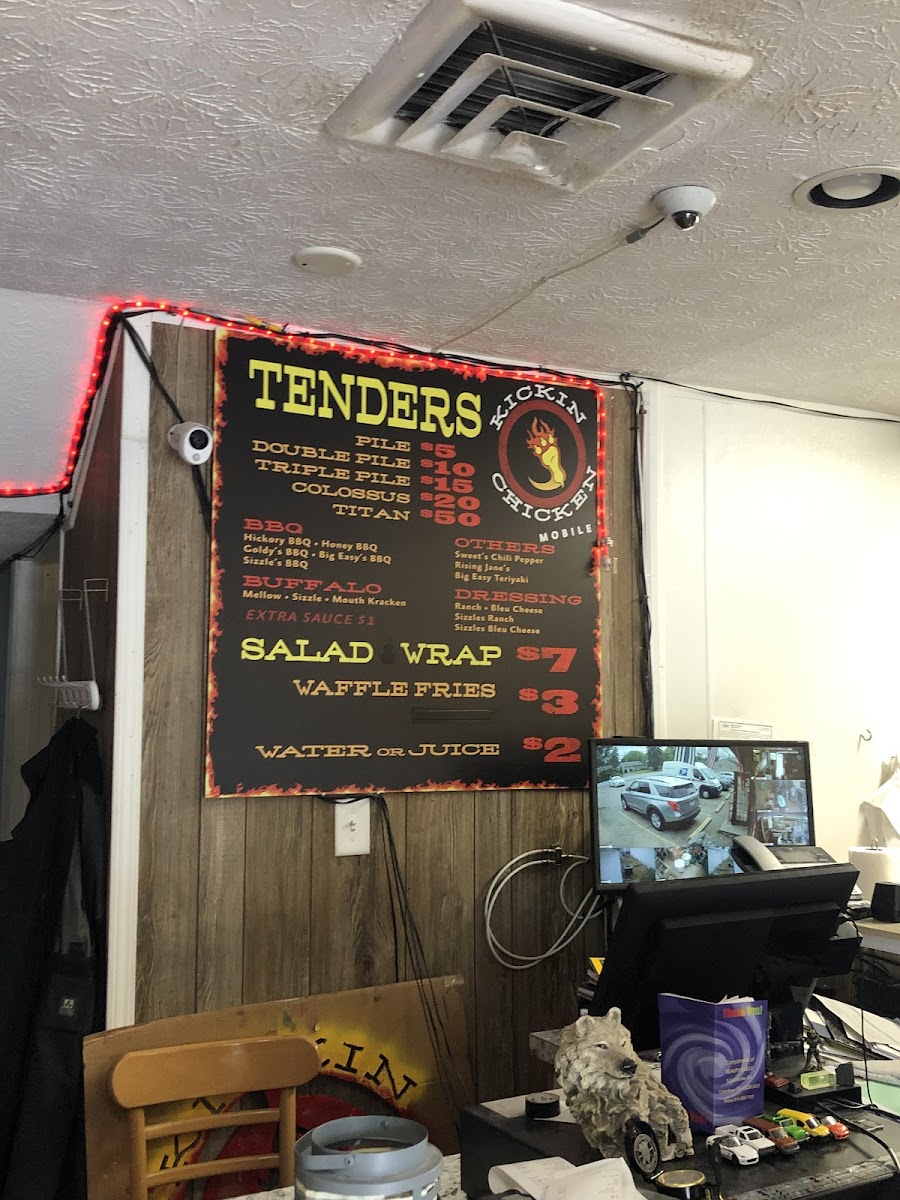 TENDERS
KICKIN CHICKEN
MOBILE
PILE $5
DOUBLE PILE $10
TRIPLE PILE $15
COLOSSUS $20
TITAN $50
BBQ
Hickory BBQ • Honey BBQ
Goldy's BBQ • Big Easy's BBQ
Sizzle's BBQ
BUFFALO
Mellow • Sizzle • Mouth Kracken
EXTRA SAUCE $1
OTHERS
Sweet's Chili Pepper
Rising Jane's
Big Easy Teriyaki
DRESSING
Ranch • Bleu Cheese
Sizzles Ranch
Sizzles Bleu Cheese
SALAD WRAP $7
WAFFLE FRIES $3
WATER OR JUICE $2
KIN
Thank You!